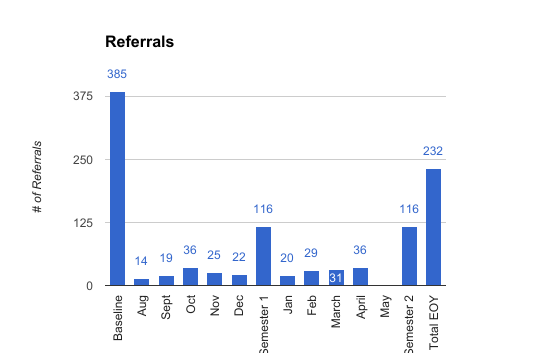 Referrals
# of Referrals
375
250
125
0
385
14
19
36
25
22
116
20
29
31
36
116
232
Baseline
Aug
Sept
Oct
Nov
Dec
Semester 1
Jan
Feb
March
April
May
Semester 2
Total EOY